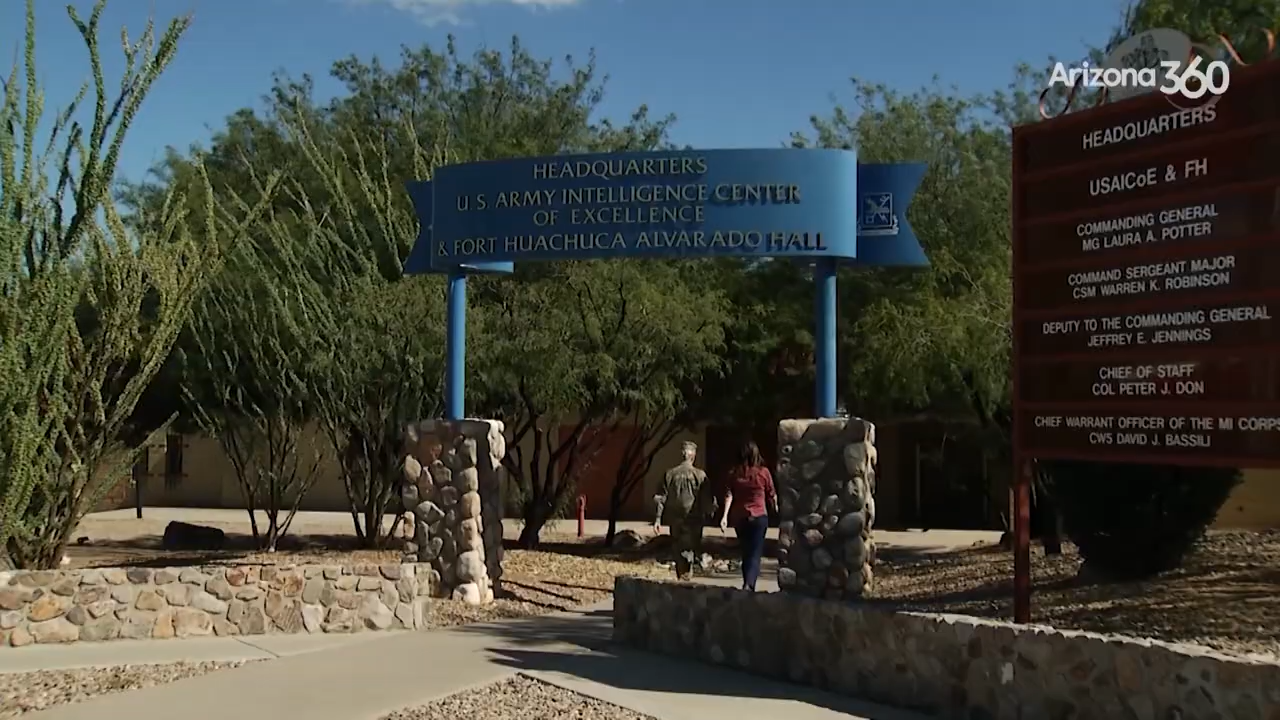 Arizona 360
HEADQUARTERS
U.S. ARMY INTELLIGENCE CENTER
OF EXCELLENCE
& FORT HUACHUCA ALVARADO HALL
HEADQUARTERS
USAICoE & FH
COMMANDING GENERAL
MG LAURA A. POTTER
COMMAND SERGEANT MAJOR
CSM WARREN K. ROBINSON
DEPUTY TO THE COMMANDING GENERAL
JEFFREY E. JENNINGS
CHIEF OF STAFF
COL PETER J. DON
CHIEF WARRANT OFFICER OF THE MI CORPS
CW5 DAVID J. BASSILI